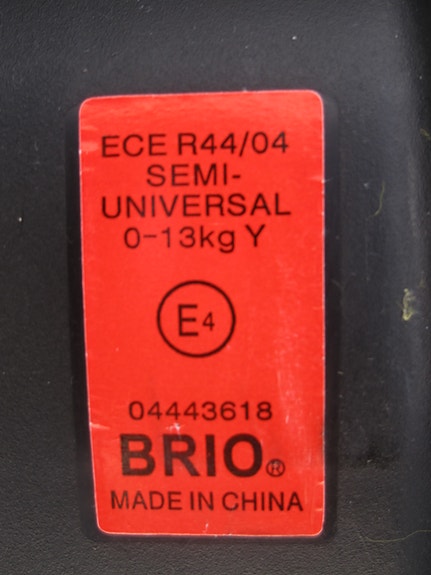 ECE R44/04
SEMI-
UNIVERSAL
0-13kg Y
E4
04443618
BRIO®
MADE IN CHINA